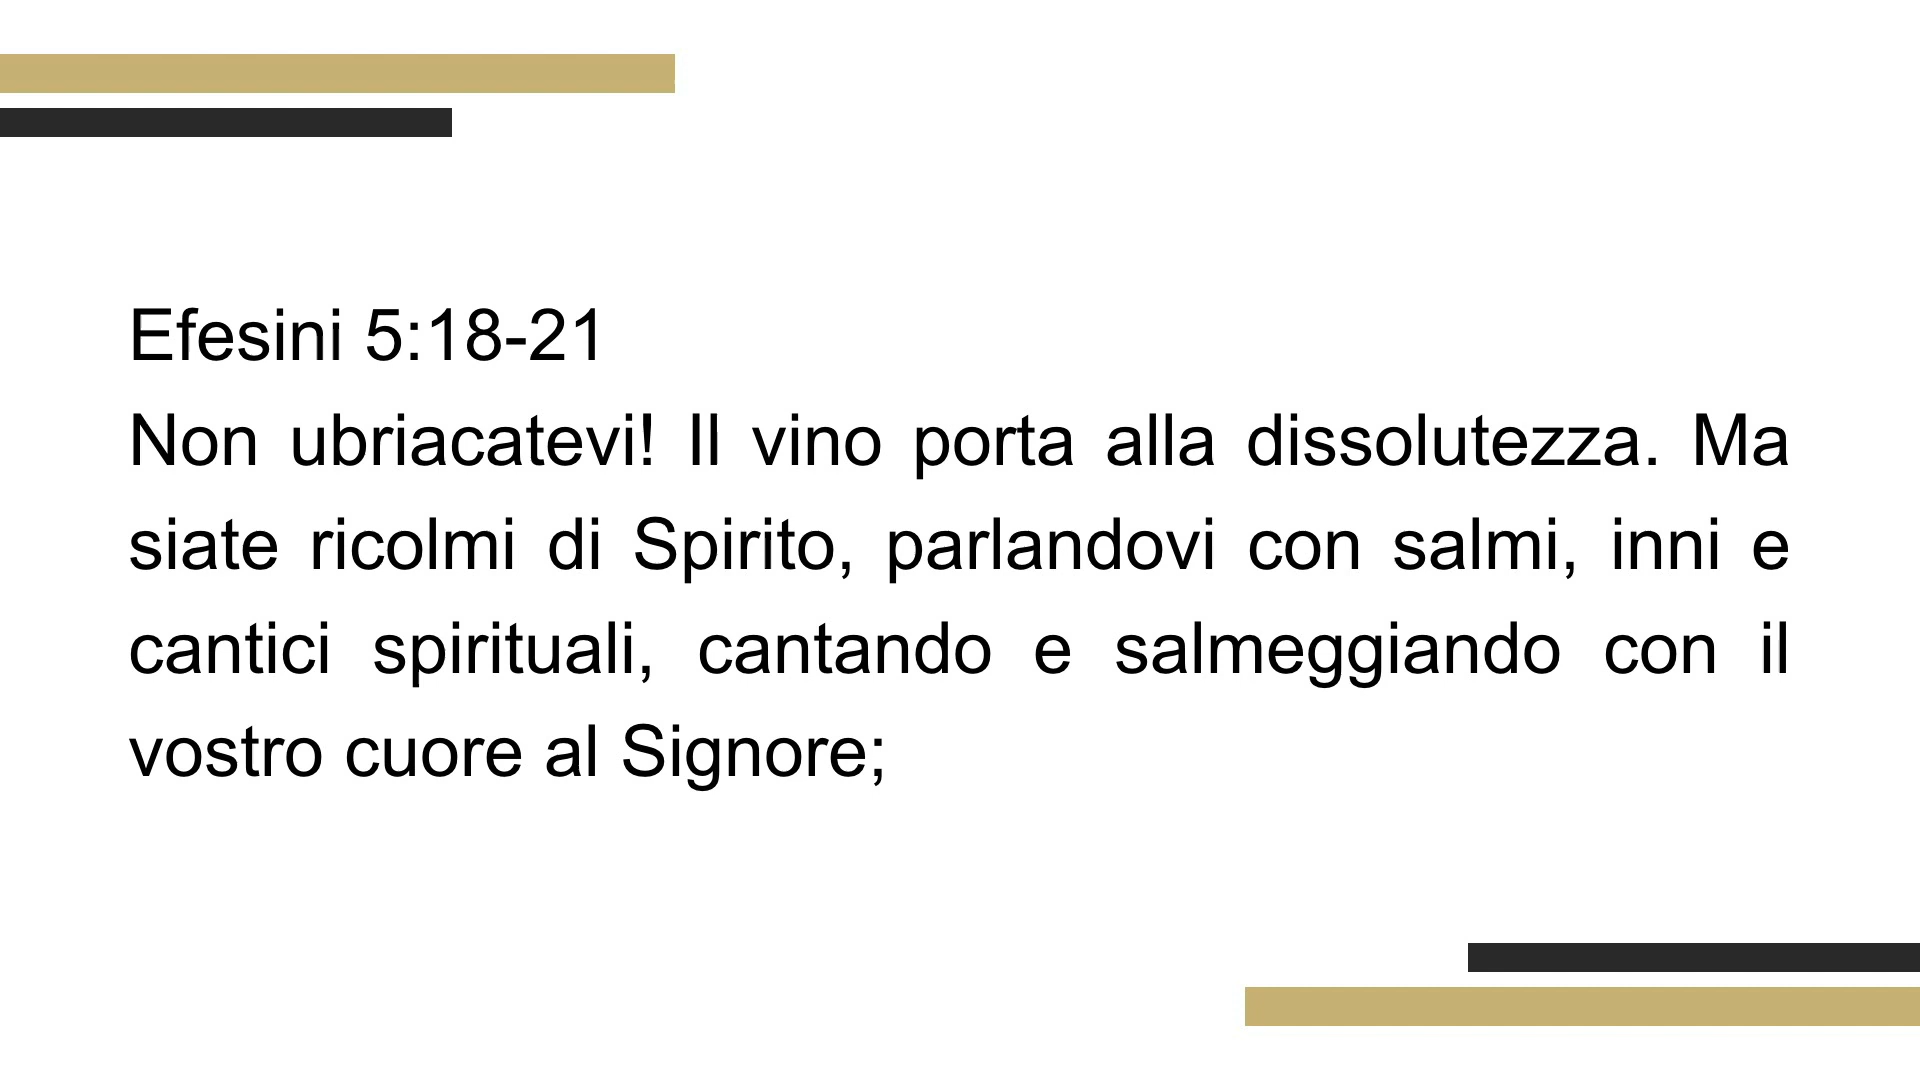 Efesini 5:18-21
Non ubriacatevi! Il vino porta alla dissolutezza. Ma
siate ricolmi di Spirito, parlandovi con salmi, inni e
cantici spirituali, cantando e salmeggiando con il
vostro cuore al Signore;